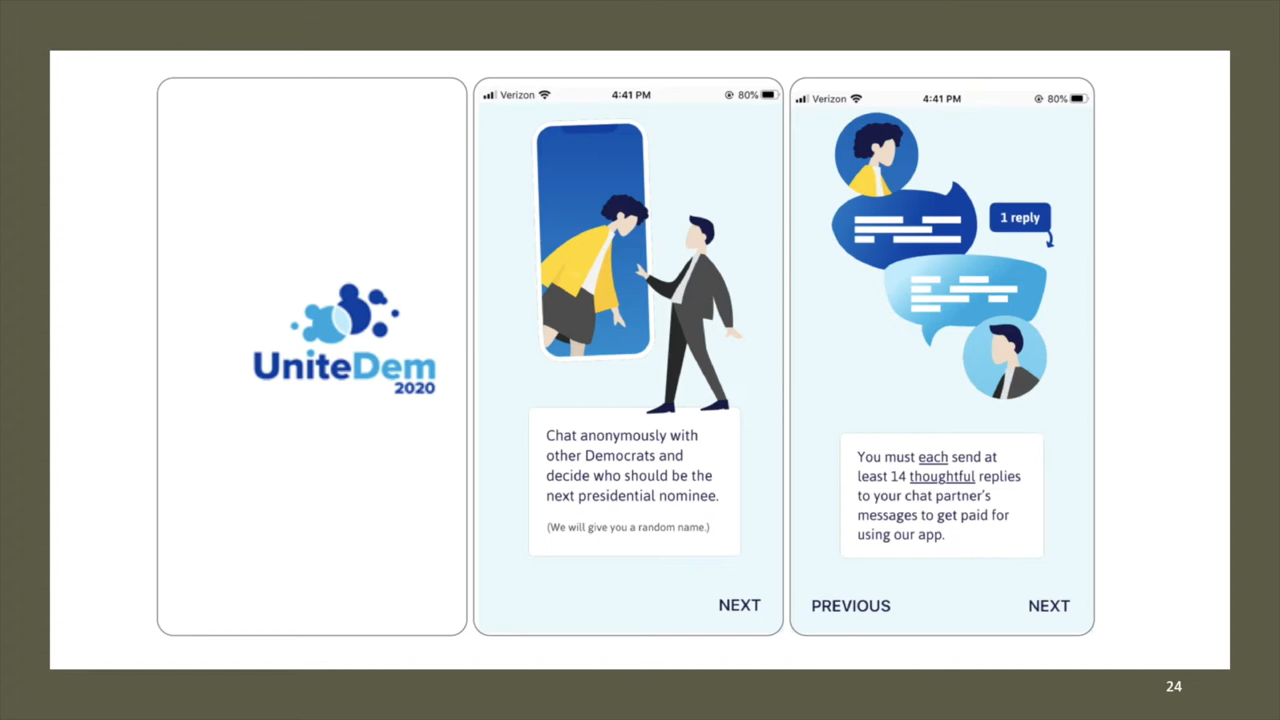 UniteDem
2020
Verizon 4:41 PM 80%
Chat anonymously with
other Democrats and
decide who should be the
next presidential nominee.
(We will give you a random name.)
NEXT
Verizon 4:41 PM 80%
1 reply
You must each send at
least 14 thoughtful replies
to your chat partner's
messages to get paid for
using our app.
PREVIOUS NEXT
24